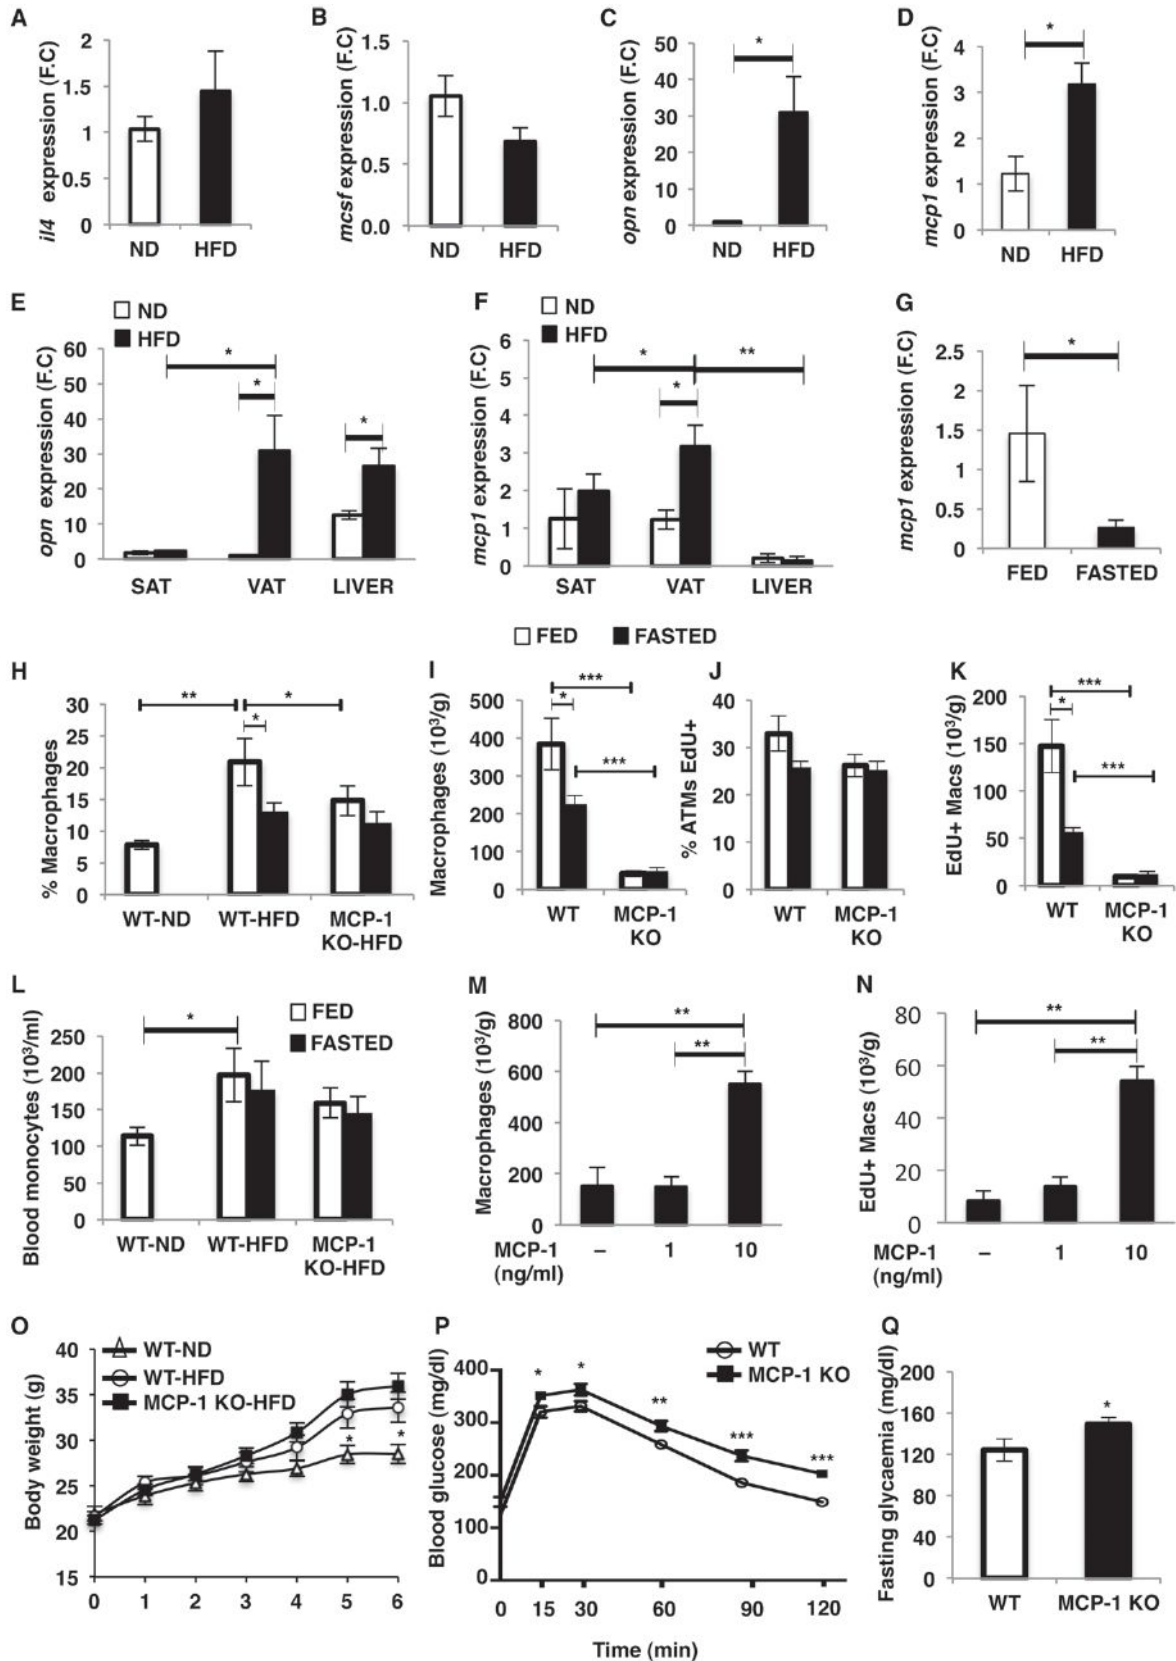 A
il4 expression (F.C)
2
1.5
1
0.5
0
ND HFD
B
mcsf expression (F.C)
1.5
1.0
0.5
0.0
ND HFD
C
opn expression (F.C)
50
40
30
20
10
0
*
ND HFD
D
mcp1 expression (F.C)
4
3
2
1
0
*
ND HFD
E
ND
HFD
opn expression (F.C)
60
50
40
30
20
10
0
*
*
*
SAT VAT LIVER
F
ND
HFD
mcp1 expression (F.C)
6
5
4
3
2
1
0
* **
*
SAT VAT LIVER
G
mcp1 expression (F.C)
2.5
2
1.5
1
0.5
0
*
FED FASTED
FED FASTED
H
% Macrophages
30
25
20
15
10
5
0
** *
*
WT-ND WT-HFD MCP-1
KO-HFD
I
Macrophages (10³/g)
500
400
300
200
100
0
***
*
***
WT MCP-1
KO
J
% ATMs EdU+
40
30
20
10
0
WT MCP-1
KO
K
EdU+ Macs (10³/g)
200
150
100
50
0
***
*
***
WT MCP-1
KO
L
FED
FASTED
Blood monocytes (10³/ml)
250
200
150
100
50
0
*
WT-ND WT-HFD MCP-1
KO-HFD
M
Macrophages (10³/g)
800
600
400
200
0
**
**
MCP-1 – 1 10
(ng/ml)
N
EdU+ Macs (10³/g)
80
60
40
20
0
**
**
MCP-1 – 1 10
(ng/ml)
O
WT-ND
WT-HFD
MCP-1 KO-HFD
Body weight (g)
40
35
30
25
20
15
* *
0 1 2 3 4 5 6
P
WT
MCP-1 KO
Blood glucose (mg/dl)
400
300
200
100
0
* * ** *** ***
0 15 30 60 90 120
Time (min)
Q
Fasting glycaemia (mg/dl)
200
160
120
80
40
0
*
WT MCP-1 KO